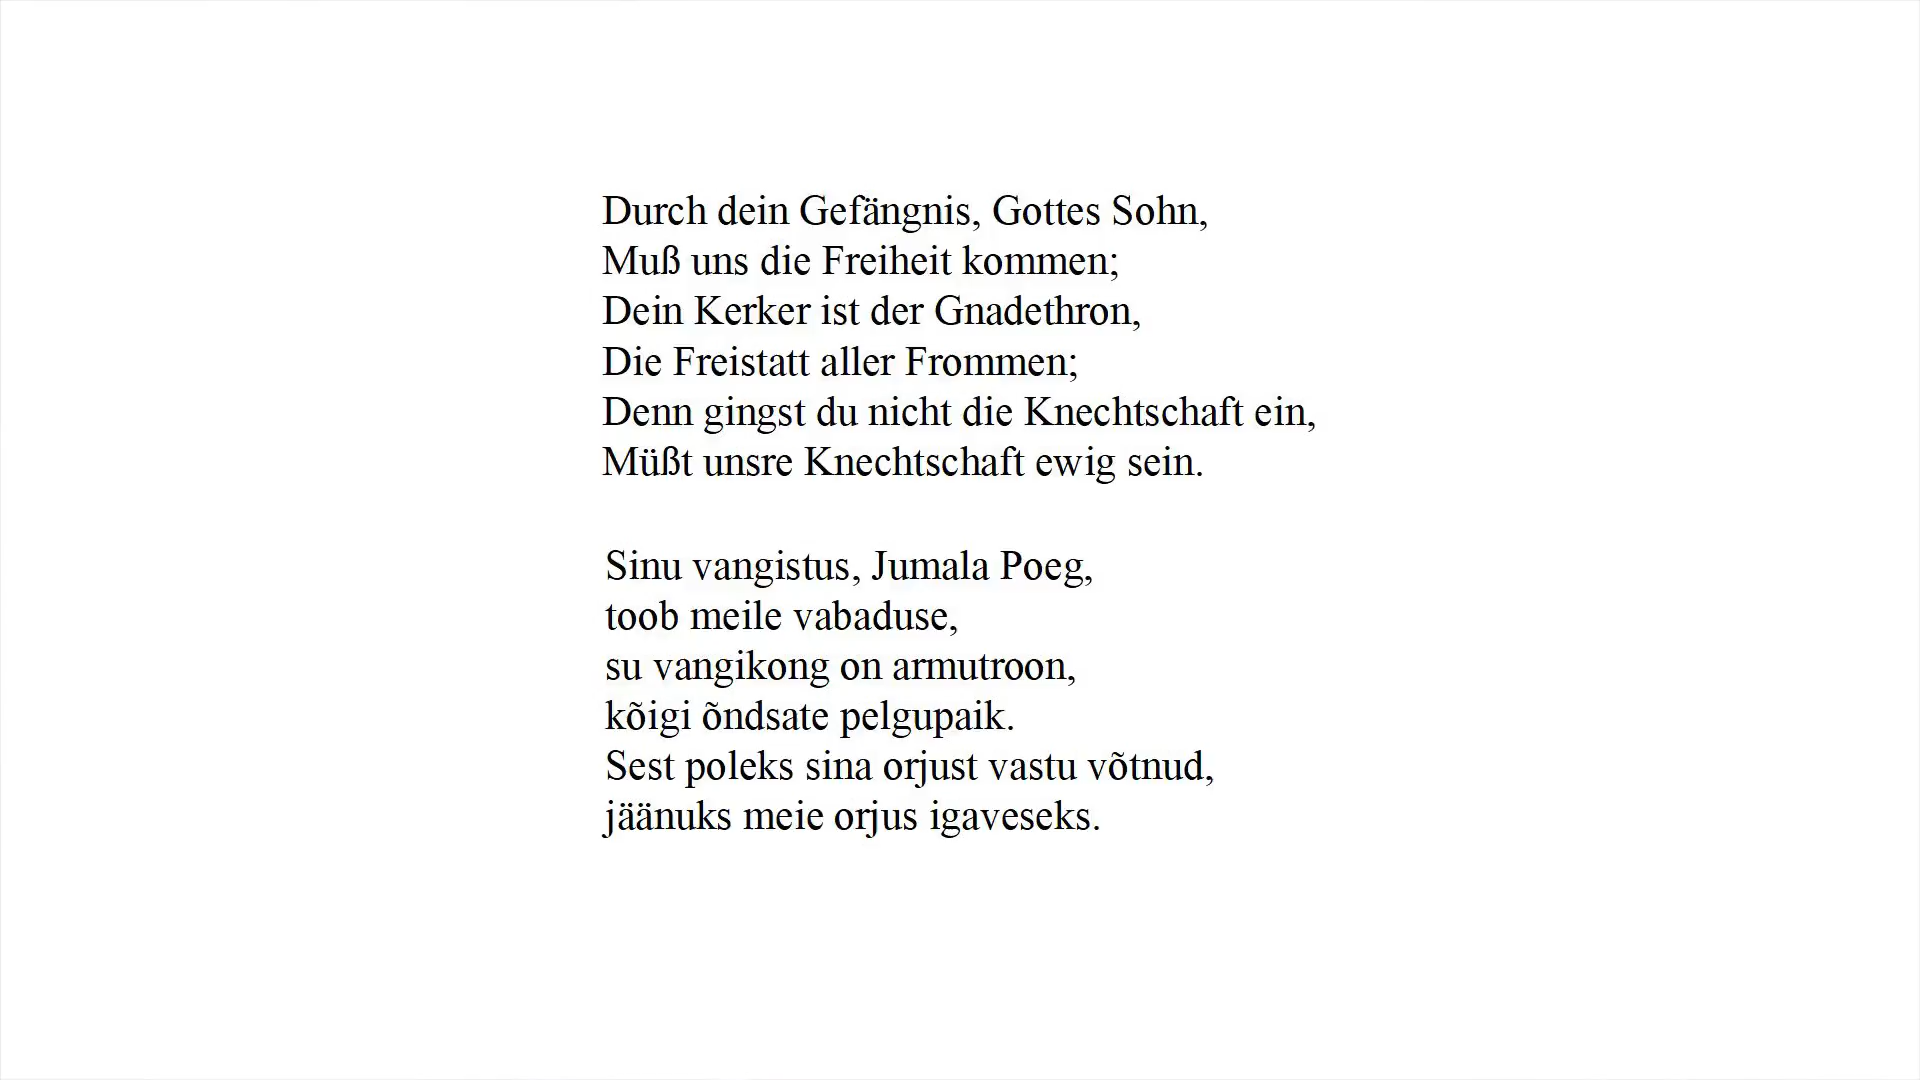 Durch dein Gefängnis, Gottes Sohn,
Muß uns die Freiheit kommen;
Dein Kerker ist der Gnadethron,
Die Freistatt aller Frommen;
Denn gingst du nicht die Knechtschaft ein,
Müßt unsre Knechtschaft ewig sein.
Sinu vangistus, Jumala Poeg,
toob meile vabaduse,
su vangikong on armutroon,
kõigi õndsate pelgupaik.
Sest poleks sina orjust vastu võtnud,
jäänuks meie orjus igaveseks.